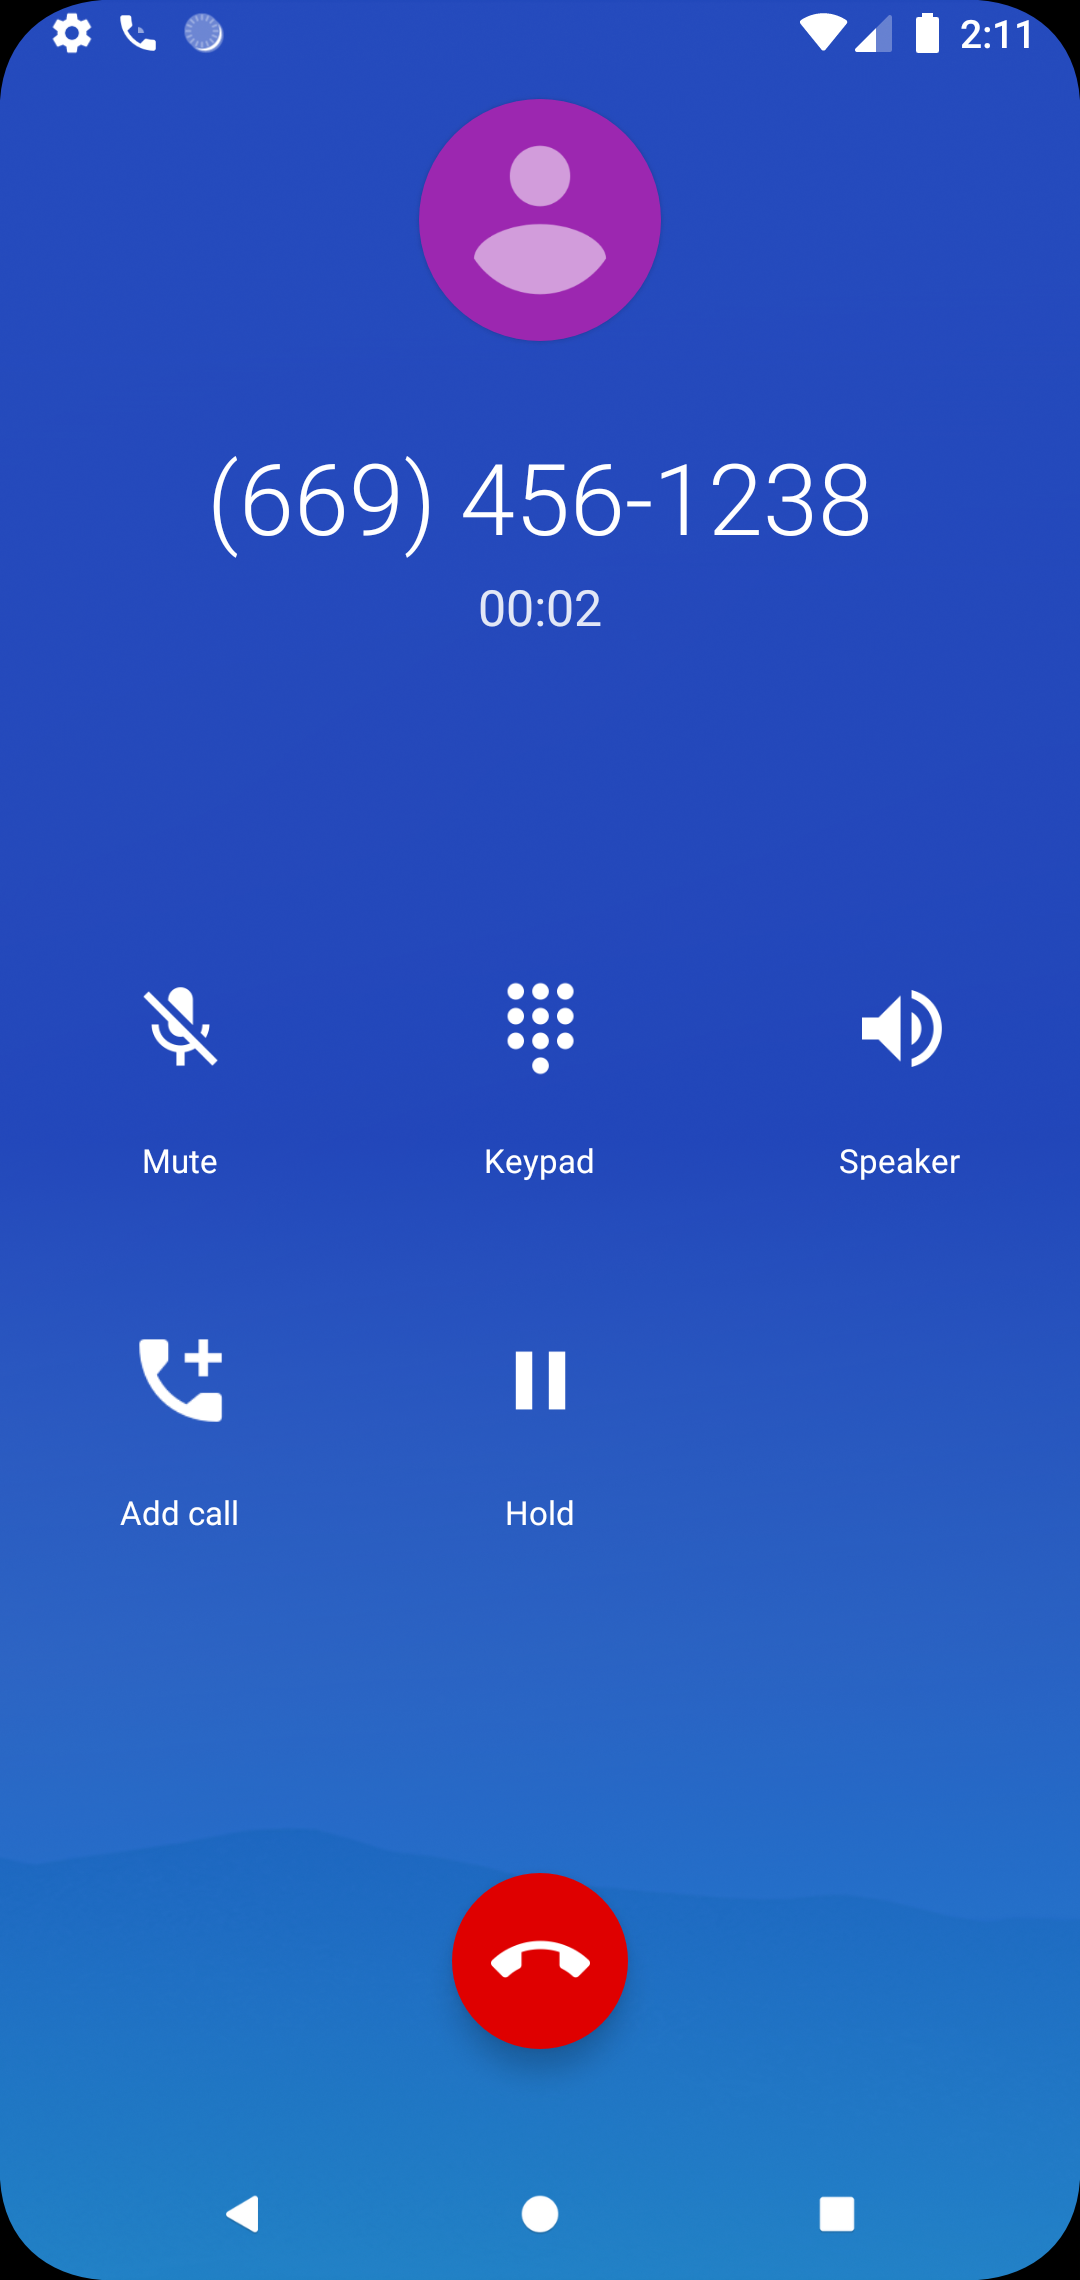 2:11
(669) 456-1238
00:02
Mute
Keypad
Speaker
Add call
Hold